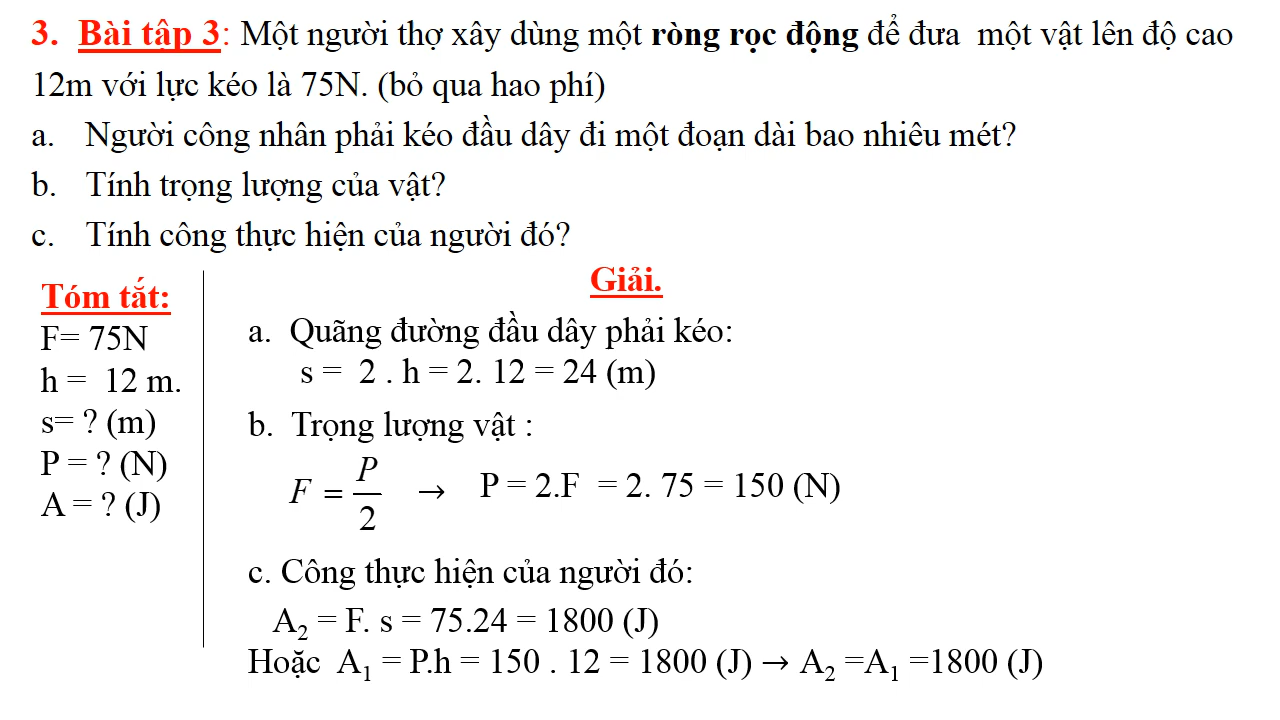 3. Bài tập 3: Một người thợ xây dùng một ròng rọc động để đưa một vật lên độ cao
12m với lực kéo là 75N. (bỏ qua hao phí)
a. Người công nhân phải kéo đầu dây đi một đoạn dài bao nhiêu mét?
b. Tính trọng lượng của vật?
c. Tính công thực hiện của người đó?
Tóm tắt:
F= 75N
h = 12 m.
s= ? (m)
P = ? (N)
A = ? (J)
Giải.
a. Quãng đường đầu dây phải kéo:
s = 2 . h = 2. 12 = 24 (m)
b. Trọng lượng vật :
F = P/2 → P = 2.F = 2. 75 = 150 (N)
c. Công thực hiện của người đó:
A₂ = F. s = 75.24 = 1800 (J)
Hoặc A₁ = P.h = 150 . 12 = 1800 (J) → A₂ =A₁ =1800 (J)